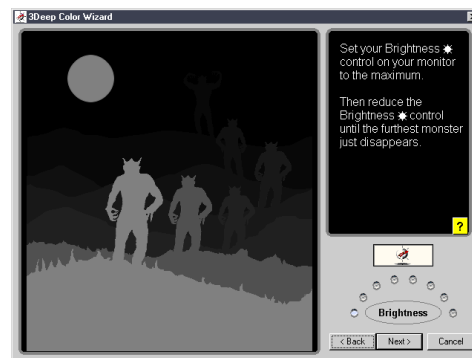 3Deep Color Wizard
Set your Brightness
control on your monitor
to the maximum.
Then reduce the
Brightness control
until the furthest monster
just disappears.
?
Brightness
< Back Next > Cancel